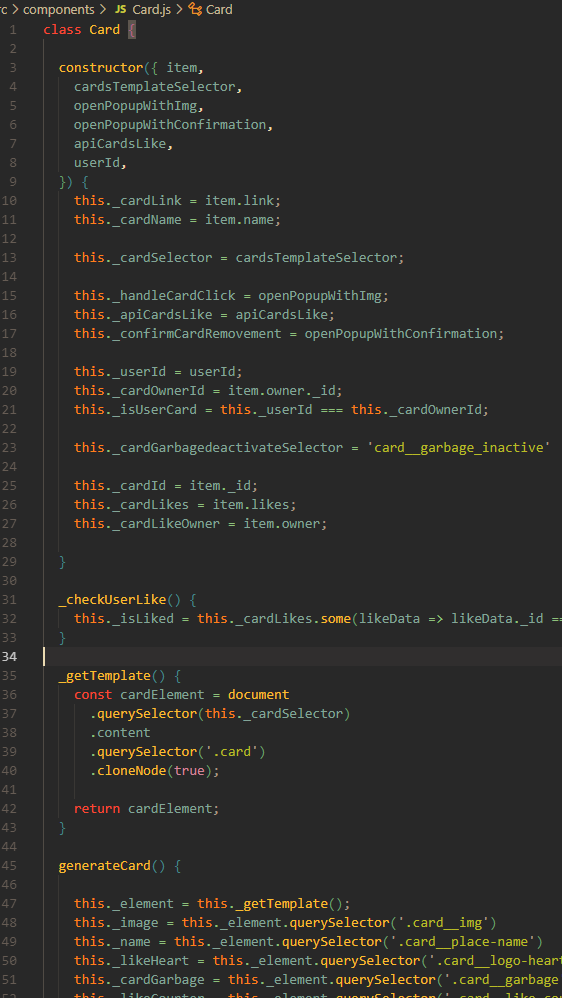 rc > components > JS Card.js > Card
1 class Card {
2
3 constructor({ item,
4 cardsTemplateSelector,
5 openPopupWithImg,
6 openPopupWithConfirmation,
7 apiCardsLike,
8 userId,
9 }) {
10 this._cardLink = item.link;
11 this._cardName = item.name;
12
13 this._cardSelector = cardsTemplateSelector;
14
15 this._handleCardClick = openPopupWithImg;
16 this._apiCardsLike = apiCardsLike;
17 this._confirmCardRemovement = openPopupWithConfirmation;
18
19 this._userId = userId;
20 this._cardOwnerId = item.owner._id;
21 this._isUserCard = this._userId === this._cardOwnerId;
22
23 this._cardGarbagedeactivateSelector = 'card__garbage_inactive'
24
25 this._cardId = item._id;
26 this._cardLikes = item.likes;
27 this._cardLikeOwner = item.owner;
28
29 }
30
31 _checkUserLike() {
32 this._isLiked = this._cardLikes.some(likeData => likeData._id ==
33 }
34
35 _getTemplate() {
36 const cardElement = document
37 .querySelector(this._cardSelector)
38 .content
39 .querySelector('.card')
40 .cloneNode(true);
41
42 return cardElement;
43 }
44
45 generateCard() {
46
47 this._element = this._getTemplate();
48 this._image = this._element.querySelector('.card__img')
49 this._name = this._element.querySelector('.card__place-name')
50 this._likeHeart = this._element.querySelector('.card__logo-heart
51 this._cardGarbage = this._element.querySelector('.card__garbage